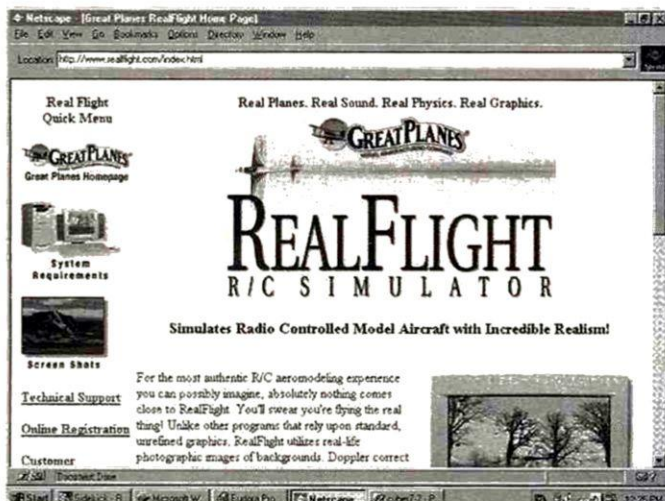 Netscape - [Great Planes RealFlight Home Page]
File Edit View Go Bookmarks Options Directory Window Help
Location: http://www.realflight.com/index.html
Real Flight
Quick Menu
GREAT PLANES
Great Planes Homepage
System
Requirements
Screen Shots
Technical Support
Online Registration
Customer
Real Planes. Real Sound. Real Physics. Real Graphics.
GREAT PLANES
REALFLIGHT
R/C SIMULATOR
Simulates Radio Controlled Model Aircraft with Incredible Realism!
For the most authentic R/C aeromodeling experience
you can possibly imagine, absolutely nothing comes
close to RealFlight. You'll swear you're flying the real
thing! Unlike other programs that rely upon standard,
unrefined graphics, RealFlight utilizes real-life
photographic images of backgrounds. Doppler correct
Document: Done
Start Sidekick - B Microsoft W Eudora Pro Netscape